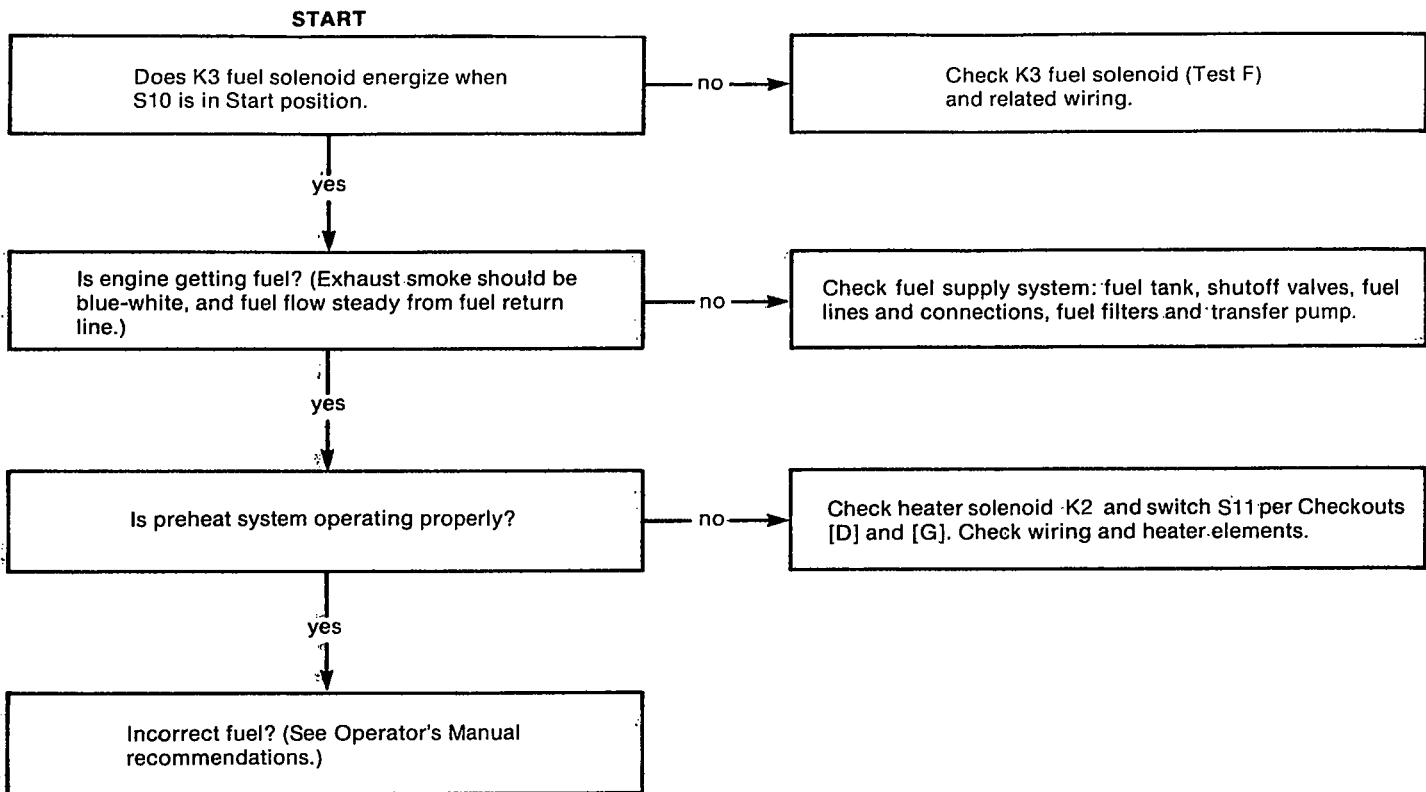 START
Does K3 fuel solenoid energize when
S10 is in Start position.
no
Check K3 fuel solenoid (Test F)
and related wiring.
yes
Is engine getting fuel? (Exhaust smoke should be
blue-white, and fuel flow steady from fuel return
line.)
no
Check fuel supply system: fuel tank, shutoff valves, fuel
lines and connections, fuel filters and transfer pump.
yes
Is preheat system operating properly?
no
Check heater solenoid K2 and switch S11 per Checkouts
[D] and [G]. Check wiring and heater elements.
yes
Incorrect fuel? (See Operator's Manual
recommendations.)